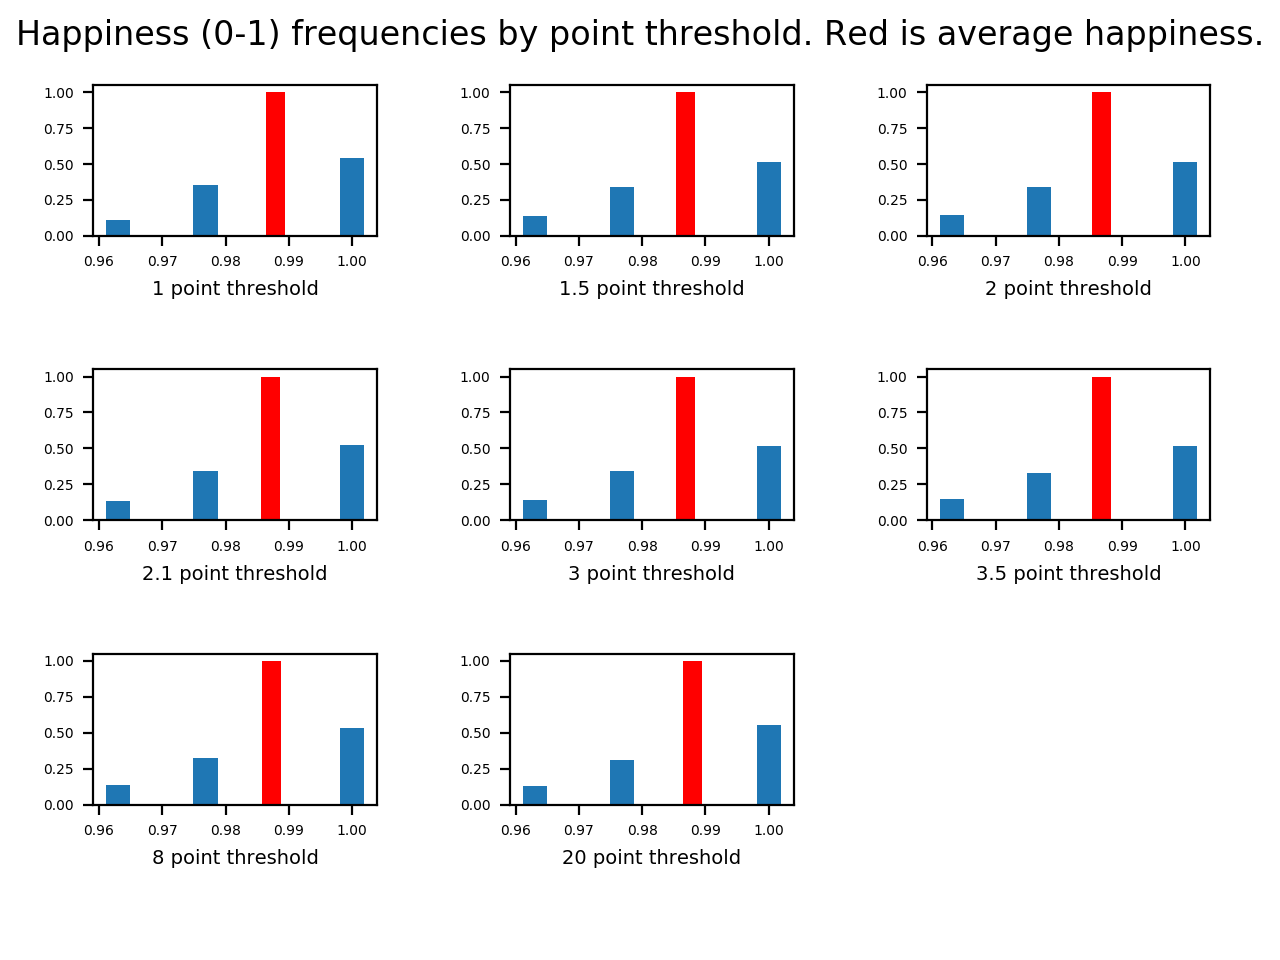 Happiness (0-1) frequencies by point threshold. Red is average happiness.
1.00 1.00 1.00
0.75 0.75 0.75
0.50 0.50 0.50
0.25 0.25 0.25
0.00 0.00 0.00
0.96 0.97 0.98 0.99 1.00 0.96 0.97 0.98 0.99 1.00 0.96 0.97 0.98 0.99 1.00
1 point threshold 1.5 point threshold 2 point threshold
1.00 1.00 1.00
0.75 0.75 0.75
0.50 0.50 0.50
0.25 0.25 0.25
0.00 0.00 0.00
0.96 0.97 0.98 0.99 1.00 0.96 0.97 0.98 0.99 1.00 0.96 0.97 0.98 0.99 1.00
2.1 point threshold 3 point threshold 3.5 point threshold
1.00 1.00
0.75 0.75
0.50 0.50
0.25 0.25
0.00 0.00
0.96 0.97 0.98 0.99 1.00 0.96 0.97 0.98 0.99 1.00
8 point threshold 20 point threshold